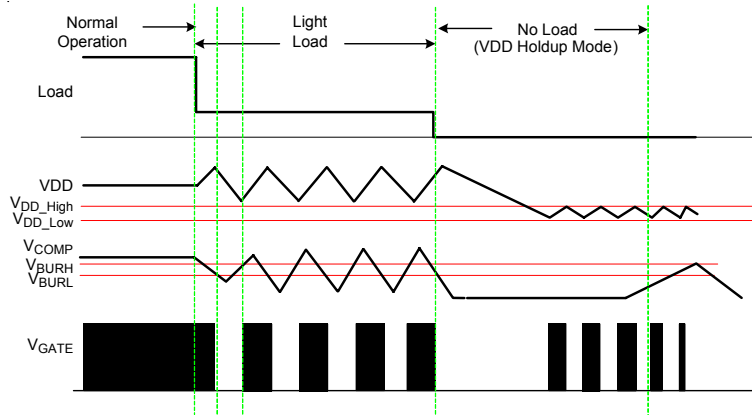 Normal
Operation
Light
Load
No Load
(VDD Holdup Mode)
Load
VDD
VDD_High
VDD_Low
VCOMP
VBURH
VBURL
VGATE